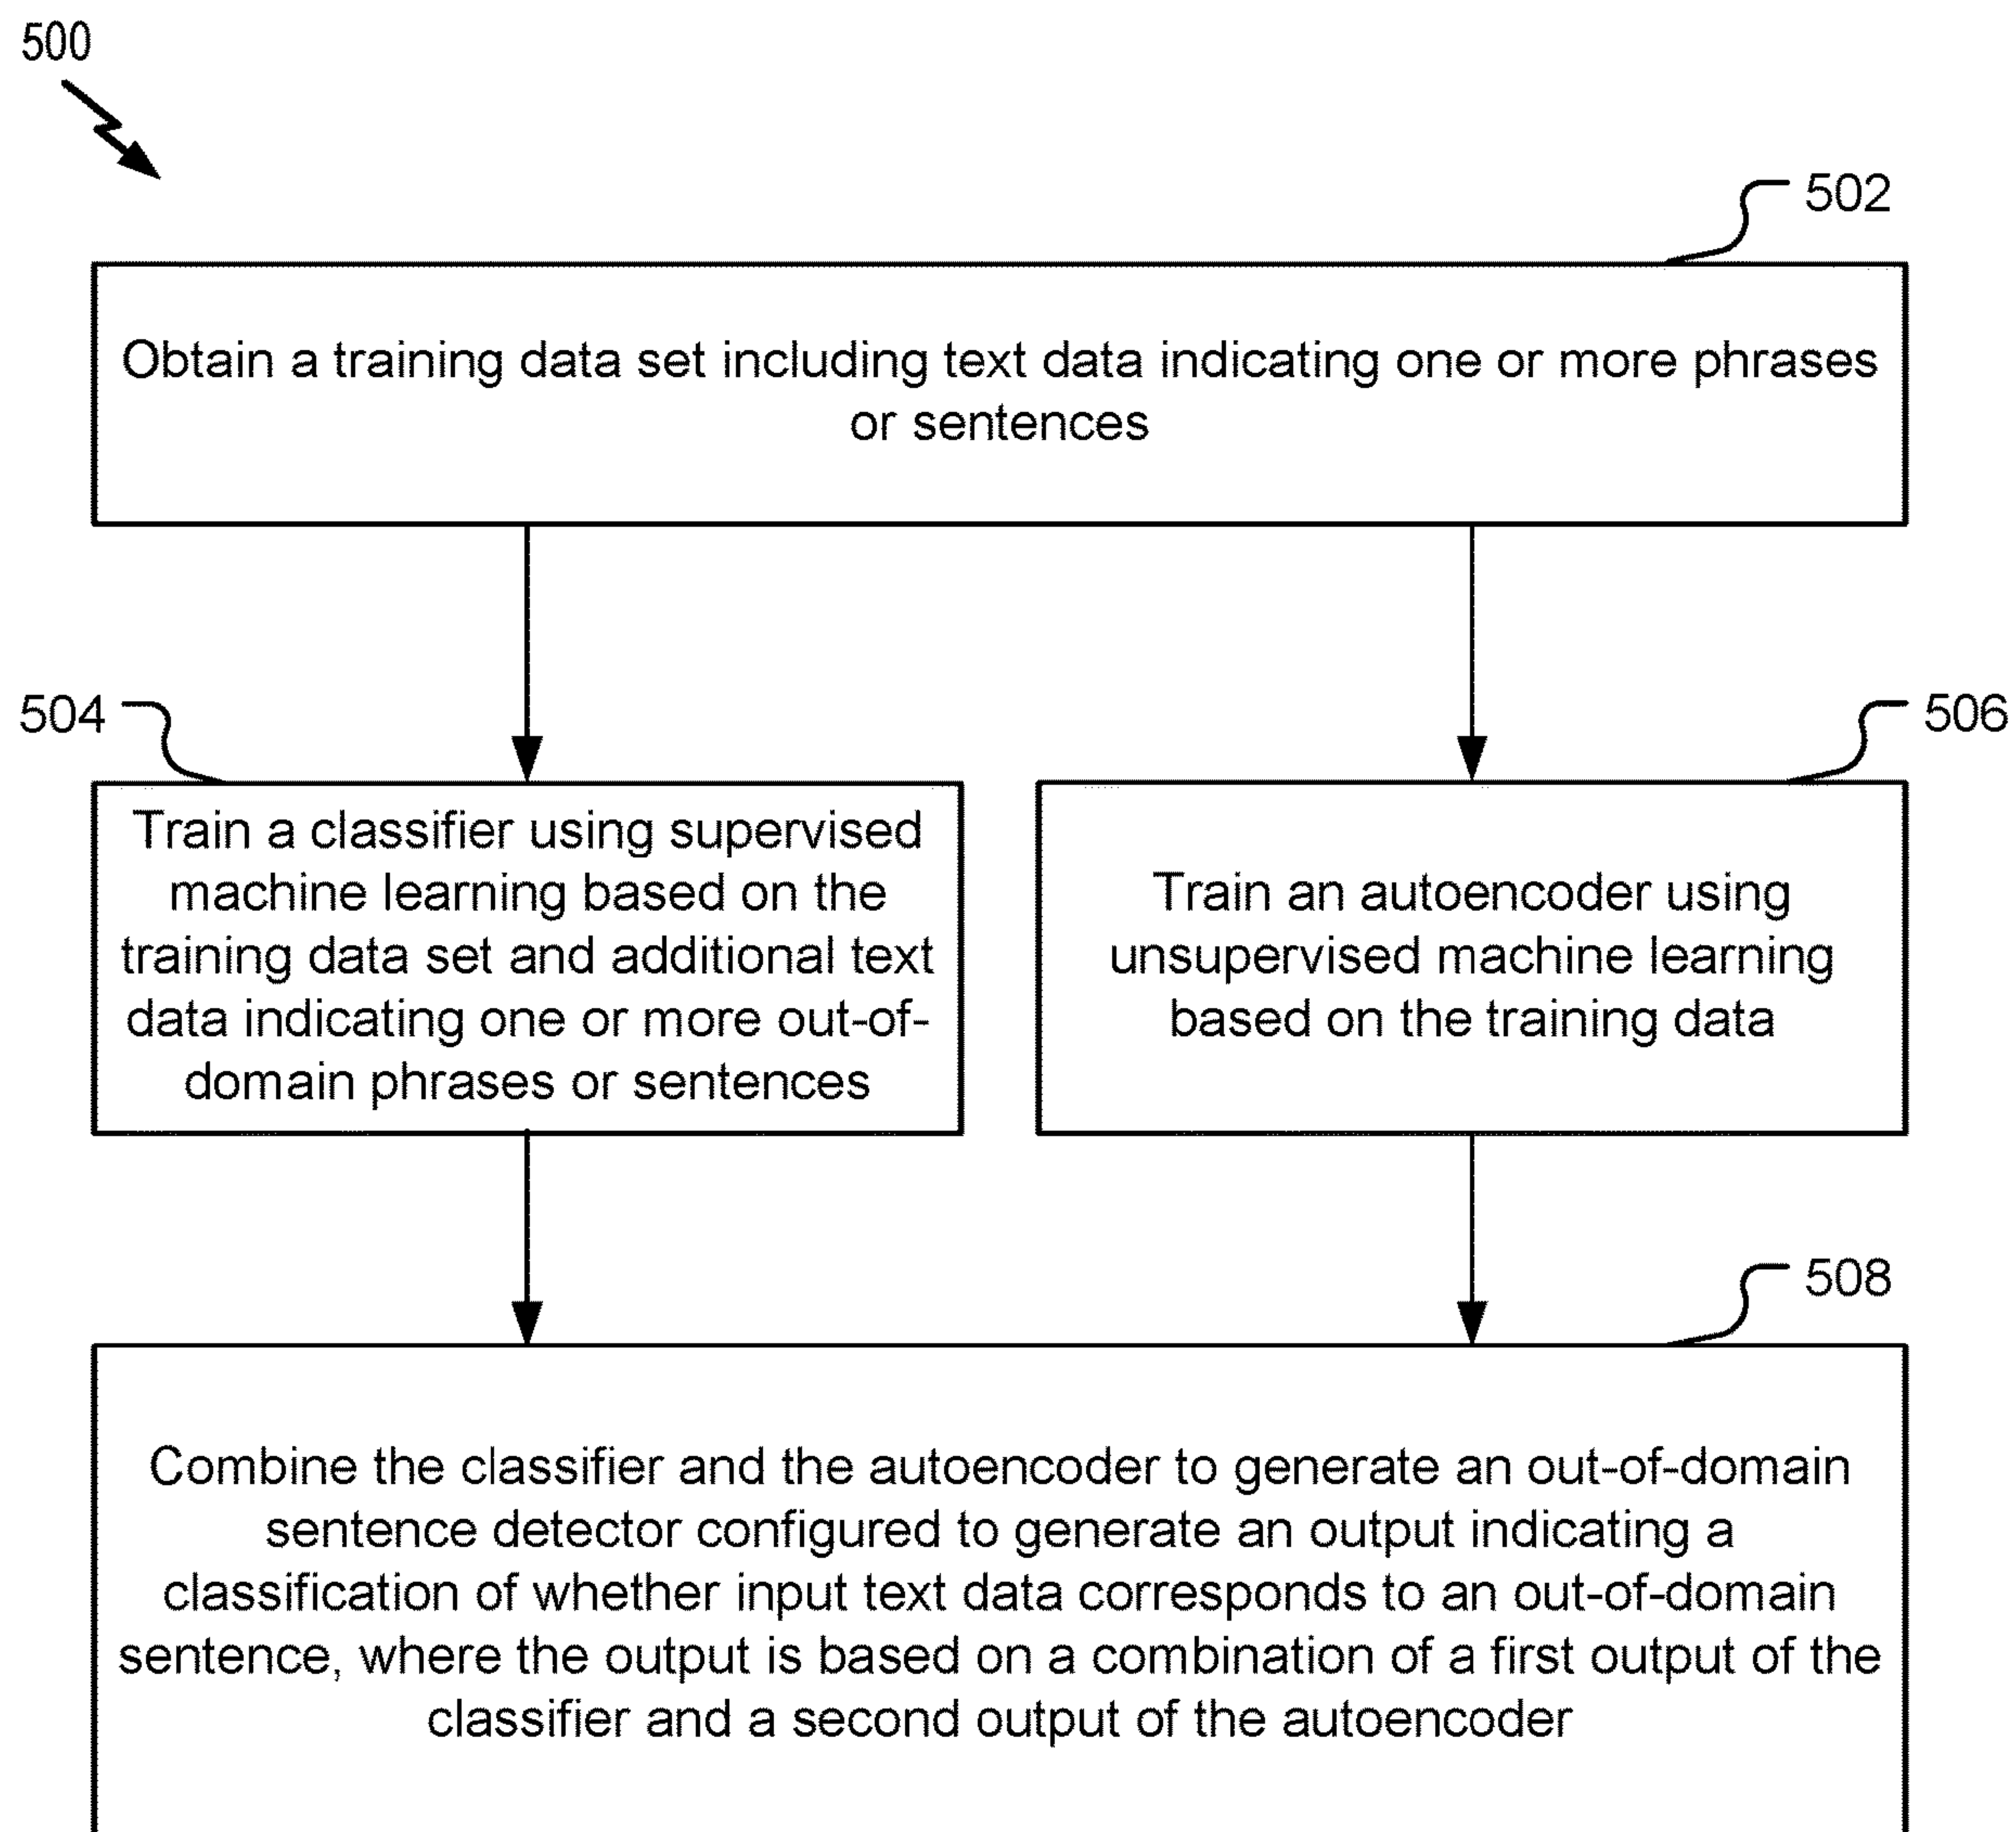 500
502
Obtain a training data set including text data indicating one or more phrases
or sentences
504
506
Train a classifier using supervised
machine learning based on the
training data set and additional text
data indicating one or more out-of-
domain phrases or sentences
Train an autoencoder using
unsupervised machine learning
based on the training data
508
Combine the classifier and the autoencoder to generate an out-of-domain
sentence detector configured to generate an output indicating a
classification of whether input text data corresponds to an out-of-domain
sentence, where the output is based on a combination of a first output of the
classifier and a second output of the autoencoder